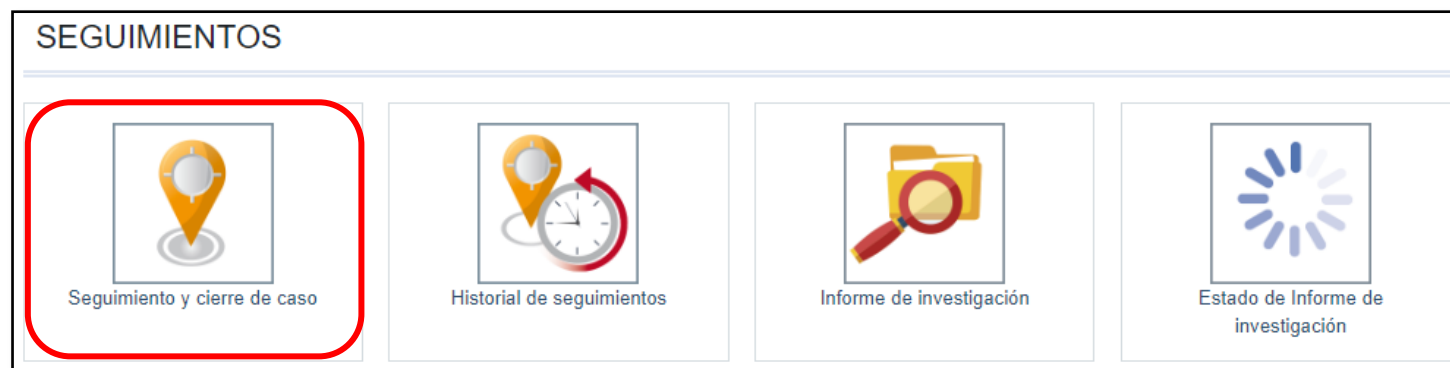 SEGUIMIENTOS
Seguimiento y cierre de caso
Historial de seguimientos
Informe de investigación
Estado de Informe de
investigación